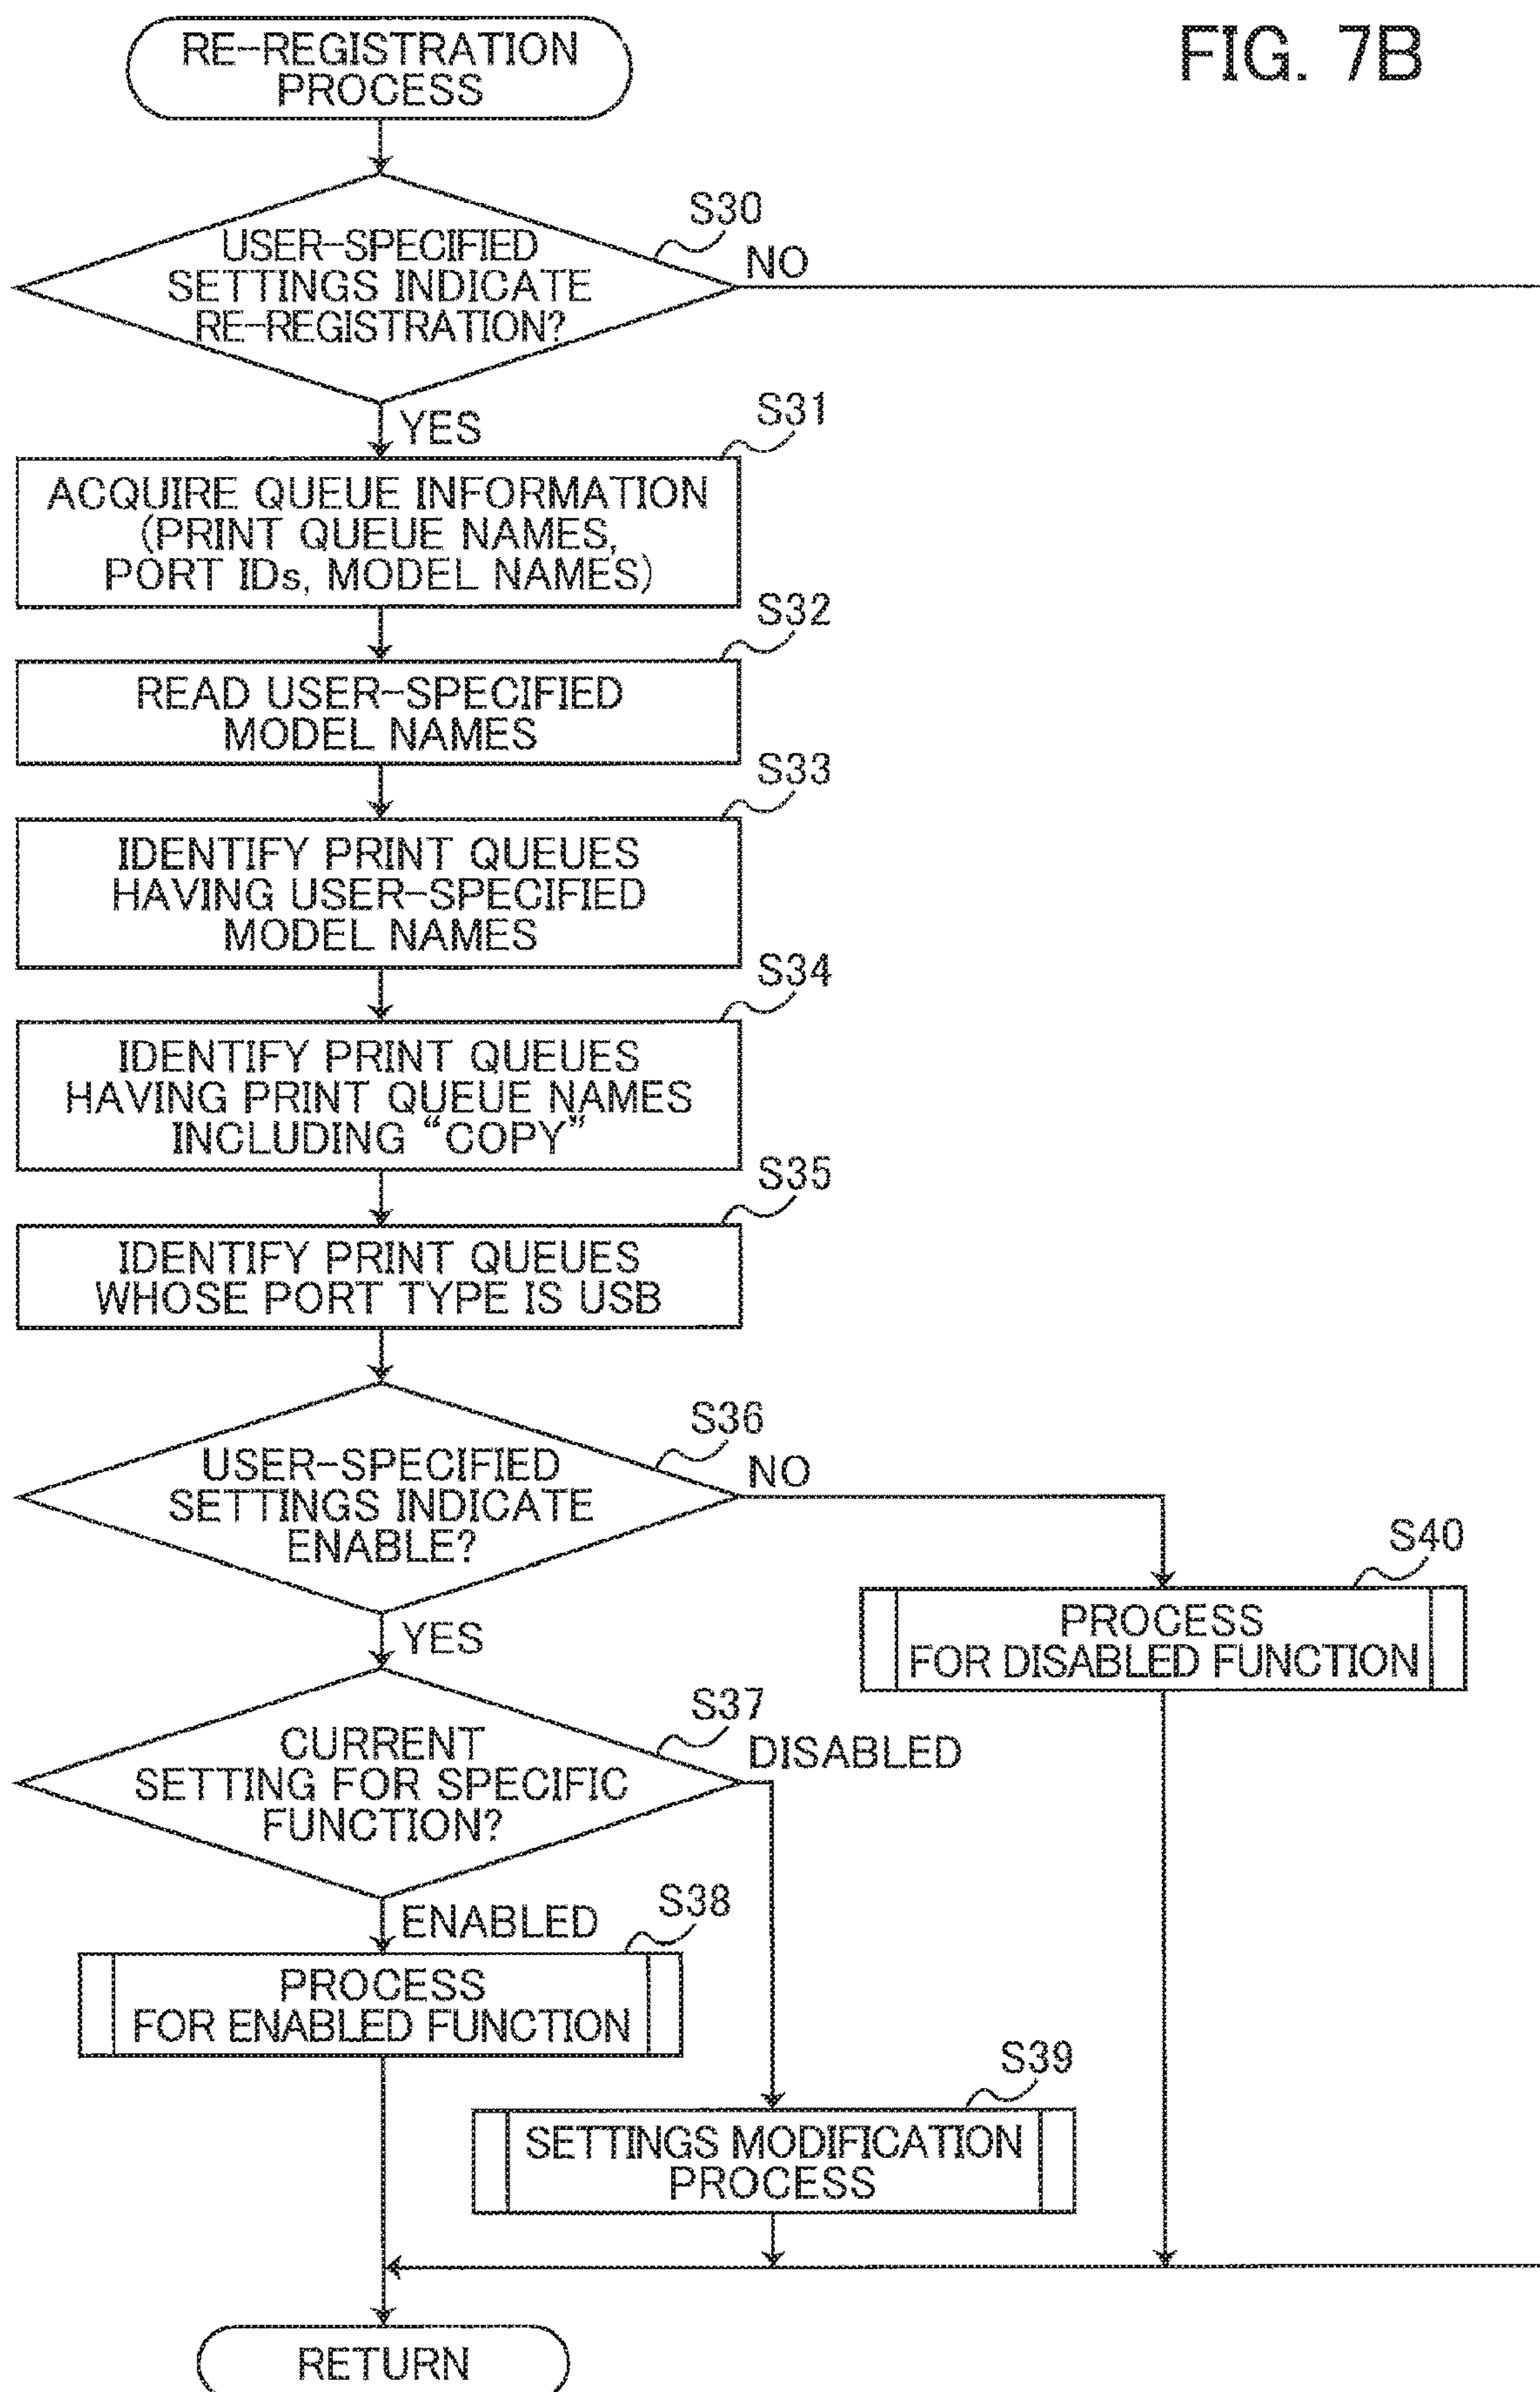 FIG. 7B
RE-REGISTRATION
PROCESS
S30
USER-SPECIFIED
SETTINGS INDICATE
RE-REGISTRATION?
NO
YES
S31
ACQUIRE QUEUE INFORMATION
(PRINT QUEUE NAMES,
PORT IDs, MODEL NAMES)
S32
READ USER-SPECIFIED
MODEL NAMES
S33
IDENTIFY PRINT QUEUES
HAVING USER-SPECIFIED
MODEL NAMES
S34
IDENTIFY PRINT QUEUES
HAVING PRINT QUEUE NAMES
INCLUDING “COPY”
S35
IDENTIFY PRINT QUEUES
WHOSE PORT TYPE IS USB
S36
USER-SPECIFIED
SETTINGS INDICATE
ENABLE?
NO
YES
S40
PROCESS
FOR DISABLED FUNCTION
S37
CURRENT
SETTING FOR SPECIFIC
FUNCTION?
DISABLED
ENABLED
S38
PROCESS
FOR ENABLED FUNCTION
S39
SETTINGS MODIFICATION
PROCESS
RETURN